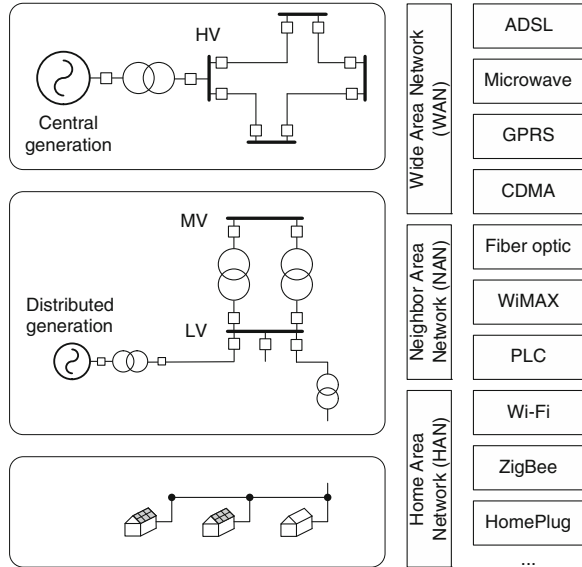 HV
Central
generation
MV
Distributed
generation
LV
Wide Area Network
(WAN)
Neighbor Area
Network (NAN)
Home Area
Network (HAN)
ADSL
Microwave
GPRS
CDMA
Fiber optic
WiMAX
PLC
Wi-Fi
ZigBee
HomePlug
...